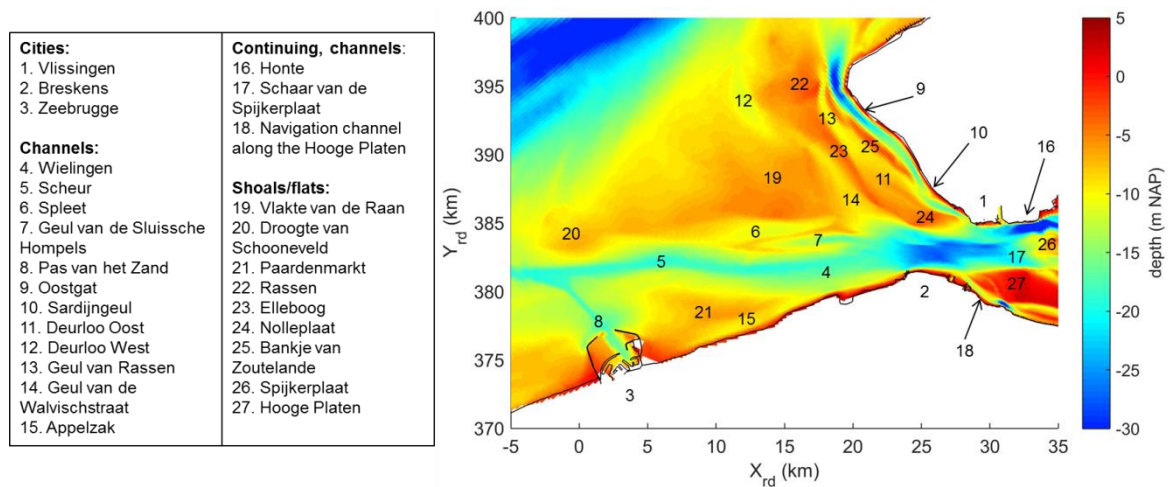 Cities:
1. Vlissingen
2. Breskens
3. Zeebrugge
Channels:
4. Wielingen
5. Scheur
6. Spleet
7. Geul van de Sluissche
Hompels
8. Pas van het Zand
9. Oostgat
10. Sardijngeul
11. Deurloo Oost
12. Deurloo West
13. Geul van Rassen
14. Geul van de
Walvischstraat
15. Appelzak
Continuing, channels:
16. Honte
17. Schaar van de
Spijkerplaat
18. Navigation channel
along the Hooge Platen
Shoals/flats:
19. Vlakte van de Raan
20. Droogte van
Schooneveld
21. Paardenmarkt
22. Rassen
23. Elleboog
24. Nolleplaat
25. Bankje van
Zoutelande
26. Spijkerplaat
27. Hooge Platen
400
395
390
385
380
375
370
Y rd (km)
-5
0
5
10
15
20
25
30
35
X rd (km)
22
12
9
13
23
25
10
11
16
19
14
1
24
20
6
7
26
5
17
4
27
2
21
8
15
18
3
5
0
-5
-10
-15
-20
-25
-30
depth (m NAP)